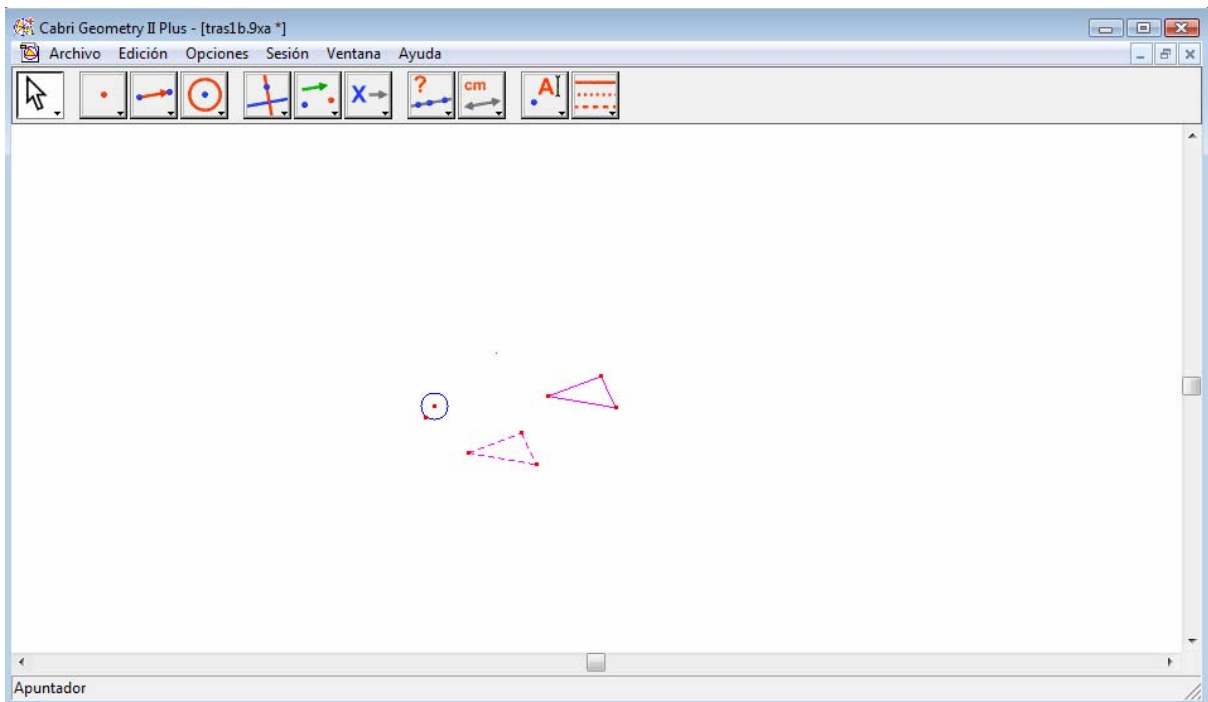 Cabri Geometry II Plus - [tras1b.9xa *]
Archivo Edición Opciones Sesión Ventana Ayuda
X ? cm A
Apuntador